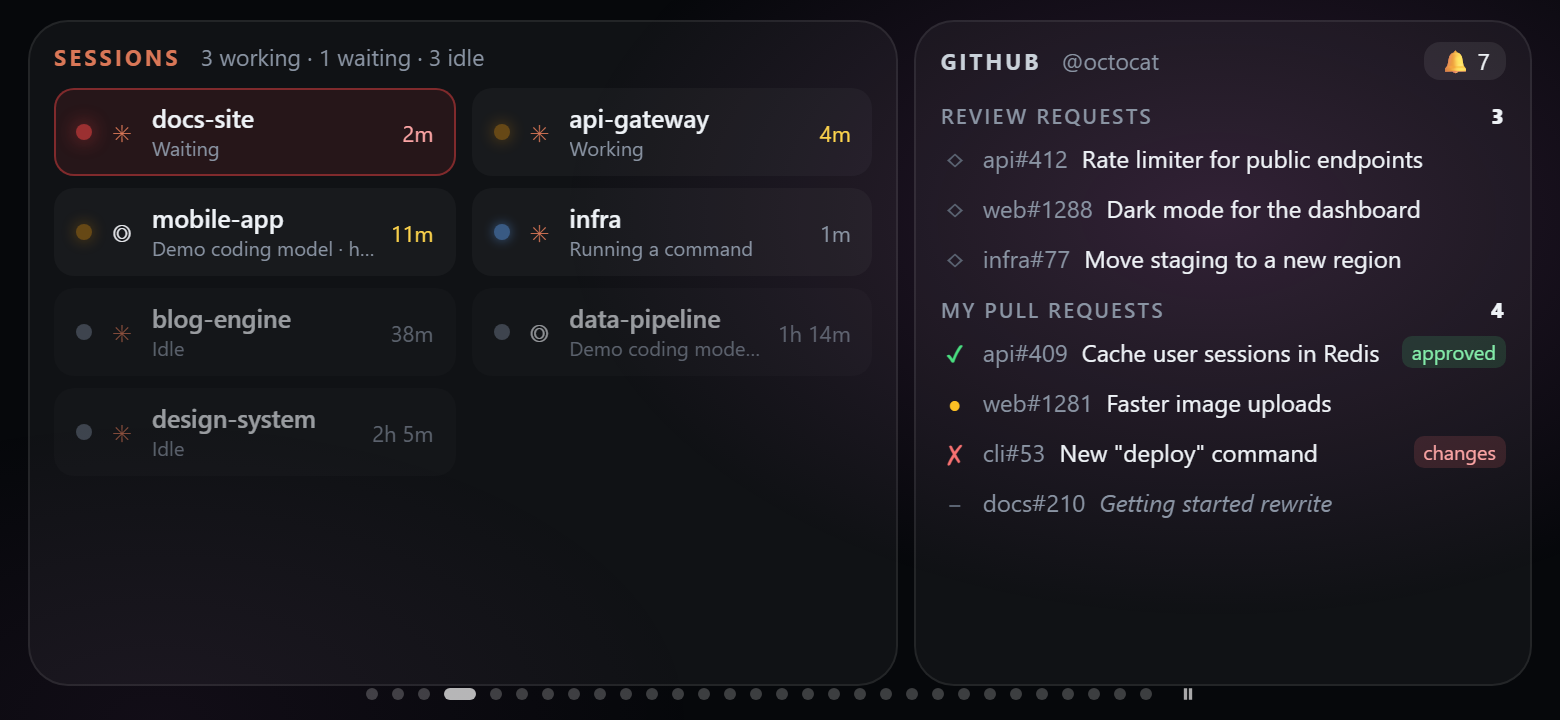 SESSIONS 3 working · 1 waiting · 3 idle
docs-site
Waiting
2m
api-gateway
Working
4m
mobile-app
Demo coding model · h...
11m
infra
Running a command
1m
blog-engine
Idle
38m
data-pipeline
Demo coding mode...
1h 14m
design-system
Idle
2h 5m
GITHUB @octocat 7
REVIEW REQUESTS 3
api#412 Rate limiter for public endpoints
web#1288 Dark mode for the dashboard
infra#77 Move staging to a new region
MY PULL REQUESTS 4
✓ api#409 Cache user sessions in Redis approved
web#1281 Faster image uploads
✗ cli#53 New "deploy" command changes
– docs#210 Getting started rewrite